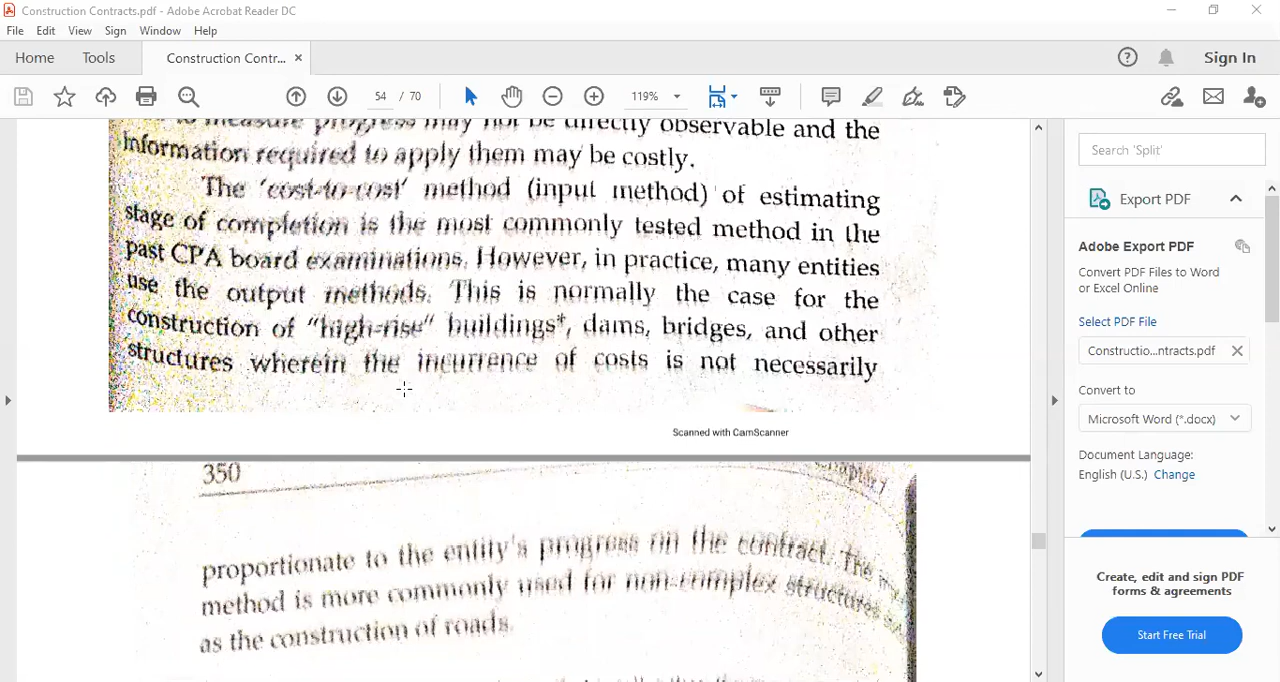 Construction Contracts.pdf - Adobe Acrobat Reader DC
File Edit View Sign Window Help
Home Tools Construction Contr... ×
Sign In
54 / 70
119%
to measure progress may not be directly observable and the
information required to apply them may be costly.
The 'cost-to-cost' method (input method) of estimating
stage of completion is the most commonly tested method in the
past CPA board examinations. However, in practice, many entities
use the output methods. This is normally the case for the
construction of "high-rise" buildings*, dams, bridges, and other
structures wherein the incurrence of costs is not necessarily
Scanned with CamScanner
350
proportionate to the entity's progress on the contract. The
method is more commonly used for non-complex structures
as the construction of roads.
Search 'Split'
Export PDF
Adobe Export PDF
Convert PDF Files to Word
or Excel Online
Select PDF File
Constructio...ntracts.pdf
Convert to
Microsoft Word (*.docx)
Document Language:
English (U.S.) Change
Create, edit and sign PDF
forms & agreements
Start Free Trial